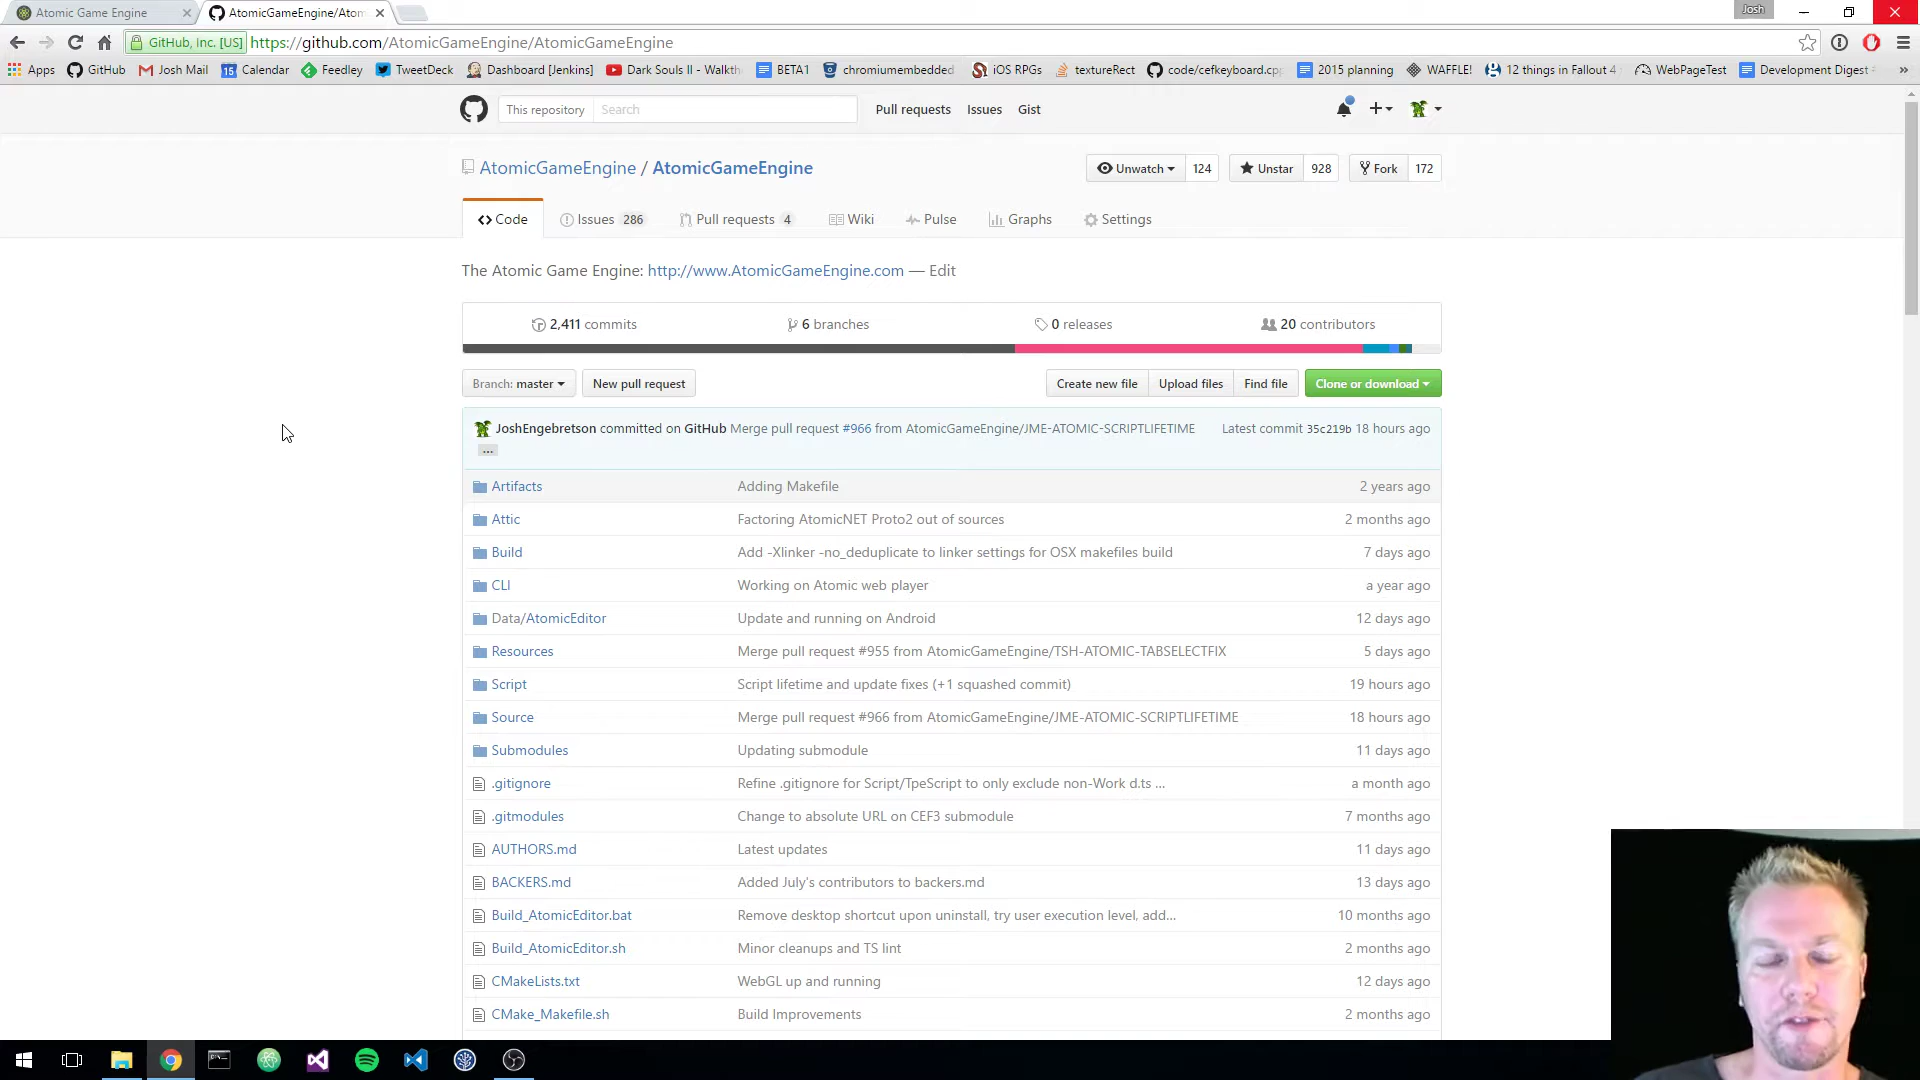 Atomic Game Engine
AtomicGameEngine/Atom
Josh
GitHub, Inc. [US] https://github.com/AtomicGameEngine/AtomicGameEngine
Apps GitHub Josh Mail Calendar Feedley TweetDeck Dashboard [Jenkins] Dark Souls II - Walkth BETA1 chromiumembedded iOS RPGs textureRect code/cefkeyboard.cp 2015 planning WAFFLE! 12 things in Fallout 4 WebPageTest Development Digest »
This repository Search Pull requests Issues Gist
AtomicGameEngine / AtomicGameEngine
Unwatch 124 Unstar 928 Fork 172
Code Issues 286 Pull requests 4 Wiki Pulse Graphs Settings
The Atomic Game Engine: http://www.AtomicGameEngine.com — Edit
2,411 commits 6 branches 0 releases 20 contributors
Branch: master New pull request Create new file Upload files Find file Clone or download
JoshEngebretson committed on GitHub Merge pull request #966 from AtomicGameEngine/JME-ATOMIC-SCRIPTLIFETIME Latest commit 35c219b 18 hours ago
...
Artifacts Adding Makefile 2 years ago
Attic Factoring AtomicNET Proto2 out of sources 2 months ago
Build Add -Xlinker -no_deduplicate to linker settings for OSX makefiles build 7 days ago
CLI Working on Atomic web player a year ago
Data/AtomicEditor Update and running on Android 12 days ago
Resources Merge pull request #955 from AtomicGameEngine/TSH-ATOMIC-TABSELECTFIX 5 days ago
Script Script lifetime and update fixes (+1 squashed commit) 19 hours ago
Source Merge pull request #966 from AtomicGameEngine/JME-ATOMIC-SCRIPTLIFETIME 18 hours ago
Submodules Updating submodule 11 days ago
.gitignore Refine .gitignore for Script/TpeScript to only exclude non-Work d.ts ... a month ago
.gitmodules Change to absolute URL on CEF3 submodule 7 months ago
AUTHORS.md Latest updates 11 days ago
BACKERS.md Added July's contributors to backers.md 13 days ago
Build_AtomicEditor.bat Remove desktop shortcut upon uninstall, try user execution level, add... 10 months ago
Build_AtomicEditor.sh Minor cleanups and TS lint 2 months ago
CMakeLists.txt WebGL up and running 12 days ago
CMake_Makefile.sh Build Improvements 2 months ago